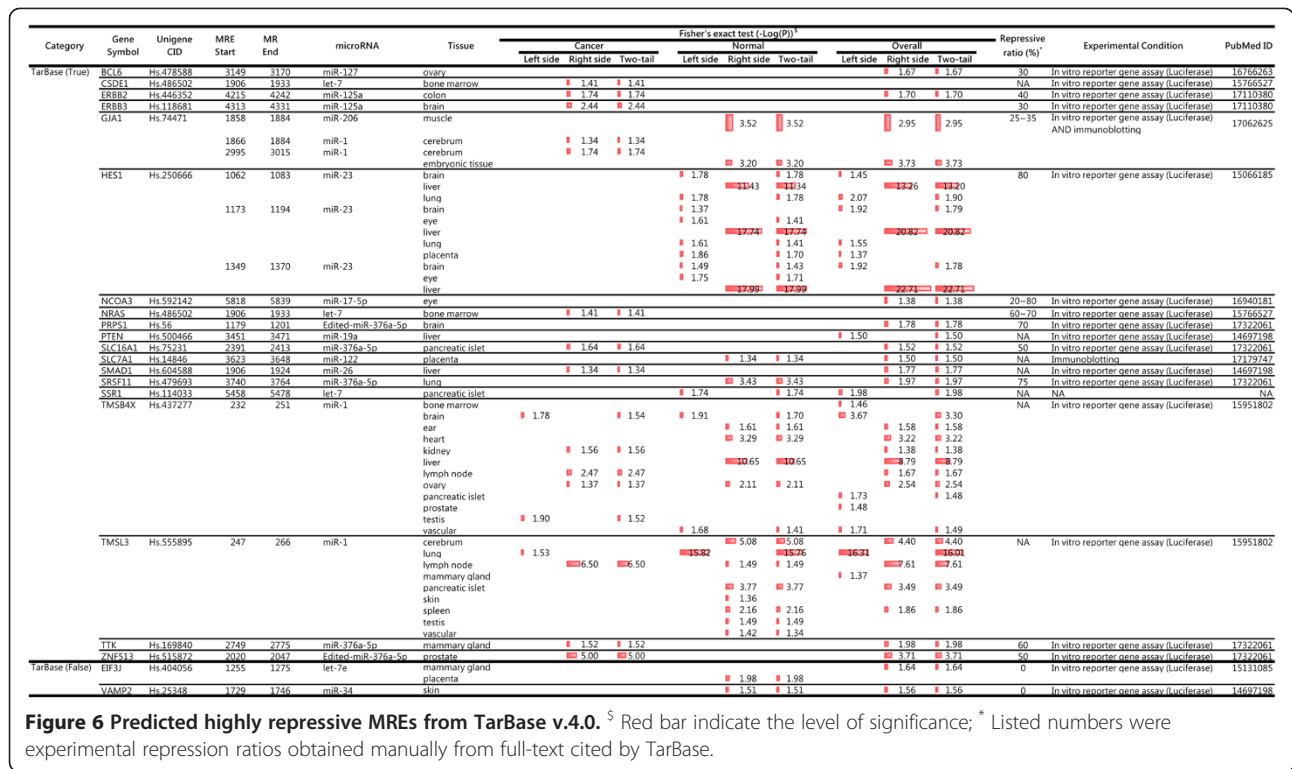 Fisher's exact test (-Log(P))$
Category Gene Symbol Unigene CID MRE Start MR End microRNA Tissue Cancer Normal Overall Repressive ratio (%)* Experimental Condition PubMed ID
Left side Right side Two-tail Left side Right side Two-tail Left side Right side Two-tail
TarBase (True) BCL6 Hs.478588 3149 3170 miR-127 ovary 1.67 1.67 30 In vitro reporter gene assay (Luciferase) 16766263
CSDE1 Hs.486502 1906 1933 let-7 bone marrow 1.41 1.41 NA In vitro reporter gene assay (Luciferase) 15766527
ERBB2 Hs.446352 4215 4242 miR-125a colon 1.74 1.74 1.70 1.70 40 In vitro reporter gene assay (Luciferase) 17110380
ERBB3 Hs.118681 4313 4331 miR-125a brain 2.44 2.44 30 In vitro reporter gene assay (Luciferase) 17110380
GJA1 Hs.74471 1858 1884 miR-206 muscle 3.52 3.52 2.95 2.95 25~35 In vitro reporter gene assay (Luciferase) AND immunoblotting 17062625
1866 1884 miR-1 cerebrum 1.34 1.34
2995 3015 miR-1 cerebrum 1.74 1.74
embryonic tissue 3.20 3.20 3.73 3.73
HES1 Hs.250666 1062 1083 miR-23 brain 1.78 1.78 1.45 80 In vitro reporter gene assay (Luciferase) 15066185
liver 11.43 11.34 13.26 13.20
lung 1.78 1.78 2.07 1.90
1173 1194 miR-23 brain 1.37 1.92 1.79
eye 1.61 1.41
liver 17.74 17.74 20.82 20.82
lung 1.61 1.41 1.55
placenta 1.86 1.70 1.37
1349 1370 miR-23 brain 1.49 1.43 1.92 1.78
eye 1.75 1.71
liver 17.99 17.99 22.71 22.71
NCOA3 Hs.592142 5818 5839 miR-17-5p eye 1.38 1.38 20~80 In vitro reporter gene assay (Luciferase) 16940181
NRAS Hs.486502 1906 1933 let-7 bone marrow 1.41 1.41 60~70 In vitro reporter gene assay (Luciferase) 15766527
PRPS1 Hs.56 1179 1201 Edited-miR-376a-5p brain 1.78 1.78 70 In vitro reporter gene assay (Luciferase) 17322061
PTEN Hs.500466 3451 3471 miR-19a liver 1.50 1.50 NA In vitro reporter gene assay (Luciferase) 14697198
SLC16A1 Hs.75231 2391 2413 miR-376a-5p pancreatic islet 1.64 1.64 1.52 1.52 50 In vitro reporter gene assay (Luciferase) 17322061
SLC7A1 Hs.14846 3623 3648 miR-122 placenta 1.34 1.34 1.50 1.50 NA Immunoblotting 17179747
SMAD1 Hs.604588 1906 1924 miR-26 liver 1.34 1.34 1.77 1.77 NA In vitro reporter gene assay (Luciferase) 14697198
SRSF11 Hs.479693 3740 3764 miR-376a-5p lung 3.43 3.43 1.97 1.97 75 In vitro reporter gene assay (Luciferase) 17322061
SSR1 Hs.114033 5458 5478 let-7 pancreatic islet 1.74 1.74 1.98 1.98 NA NA NA
TMSB4X Hs.437277 232 251 miR-1 bone marrow 1.46 NA In vitro reporter gene assay (Luciferase) 15951802
brain 1.78 1.54 1.91 1.70 3.67 3.30
ear 1.61 1.61 1.58 1.58
heart 3.29 3.29 3.22 3.22
kidney 1.56 1.56 1.38 1.38
liver 10.65 10.65 8.79 8.79
lymph node 2.47 2.47 1.67 1.67
ovary 1.37 1.37 2.11 2.11 2.54 2.54
pancreatic islet 1.73 1.48
prostate 1.48
testis 1.90 1.52
vascular 1.68 1.41 1.71 1.49
TMSL3 Hs.555895 247 266 miR-1 cerebrum 5.08 5.08 4.40 4.40 NA In vitro reporter gene assay (Luciferase) 15951802
lung 1.53 15.82 15.76 16.31 16.01
lymph node 6.50 6.50 1.49 1.49 7.61 7.61
mammary gland 1.37
pancreatic islet 3.77 3.77 3.49 3.49
skin 1.36
spleen 2.16 2.16 1.86 1.86
testis 1.49 1.49
vascular 1.42 1.34
TTK Hs.169840 2749 2775 miR-376a-5p mammary gland 1.52 1.52 1.98 1.98 60 In vitro reporter gene assay (Luciferase) 17322061
ZNF513 Hs.515872 2020 2047 Edited-miR-376a-5p prostate 5.00 5.00 3.71 3.71 50 In vitro reporter gene assay (Luciferase) 17322061
TarBase (False) EIF3J Hs.404056 1255 1275 let-7e mammary gland 1.64 1.64 0 In vitro reporter gene assay (Luciferase) 15131085
placenta 1.98 1.98
VAMP2 Hs.25348 1729 1746 miR-34 skin 1.51 1.51 1.56 1.56 0 In vitro reporter gene assay (Luciferase) 14697198
Figure 6 Predicted highly repressive MREs from TarBase v.4.0. $ Red bar indicate the level of significance; * Listed numbers were
experimental repression ratios obtained manually from full-text cited by TarBase.